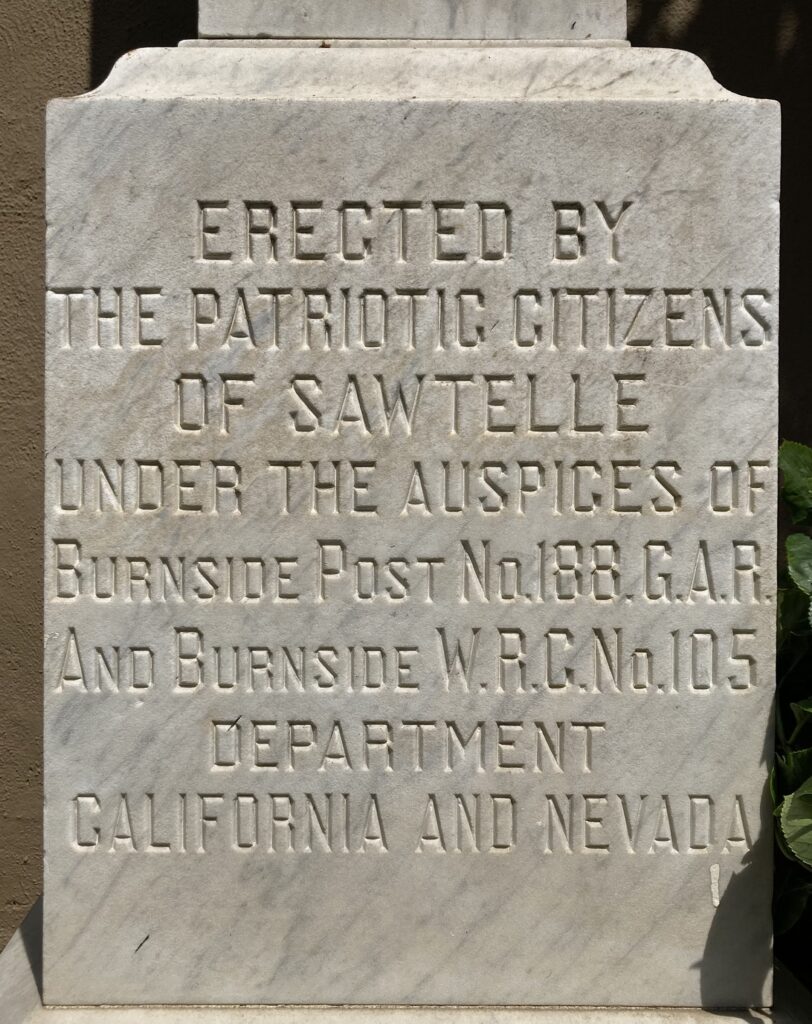 ERECTED BY
THE PATRIOTIC CITIZENS
OF SAWTELLE
UNDER THE AUSPICES OF
BURNSIDE POST NO.188.G.A.R.
AND BURNSIDE W.R.C.NO.105
DEPARTMENT
CALIFORNIA AND NEVADA